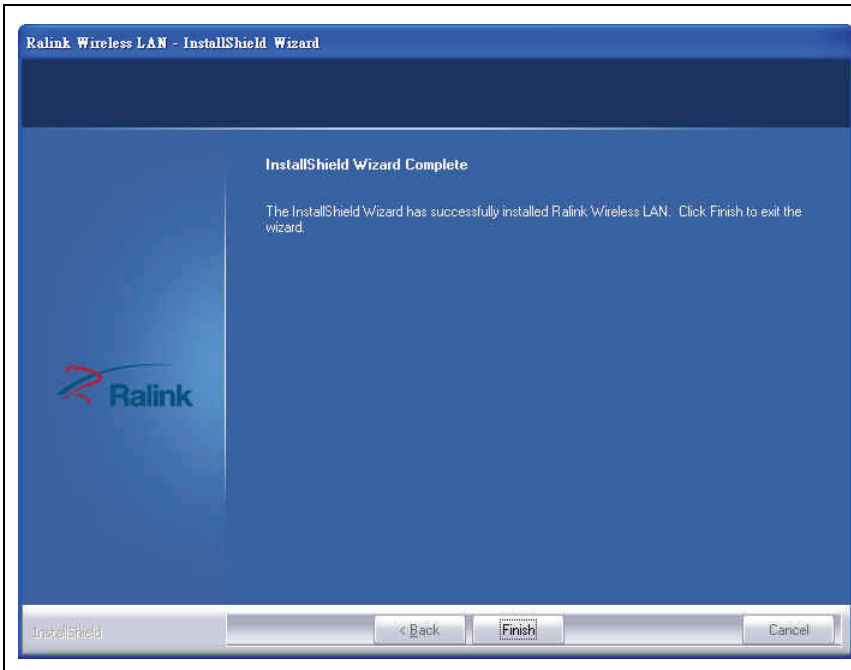 Ralink Wireless LAN - InstallShield Wizard
InstallShield Wizard Complete
The InstallShield Wizard has successfully installed Ralink Wireless LAN. Click Finish to exit the
wizard.
Ralink
InstallShield
< Back
Finish
Cancel